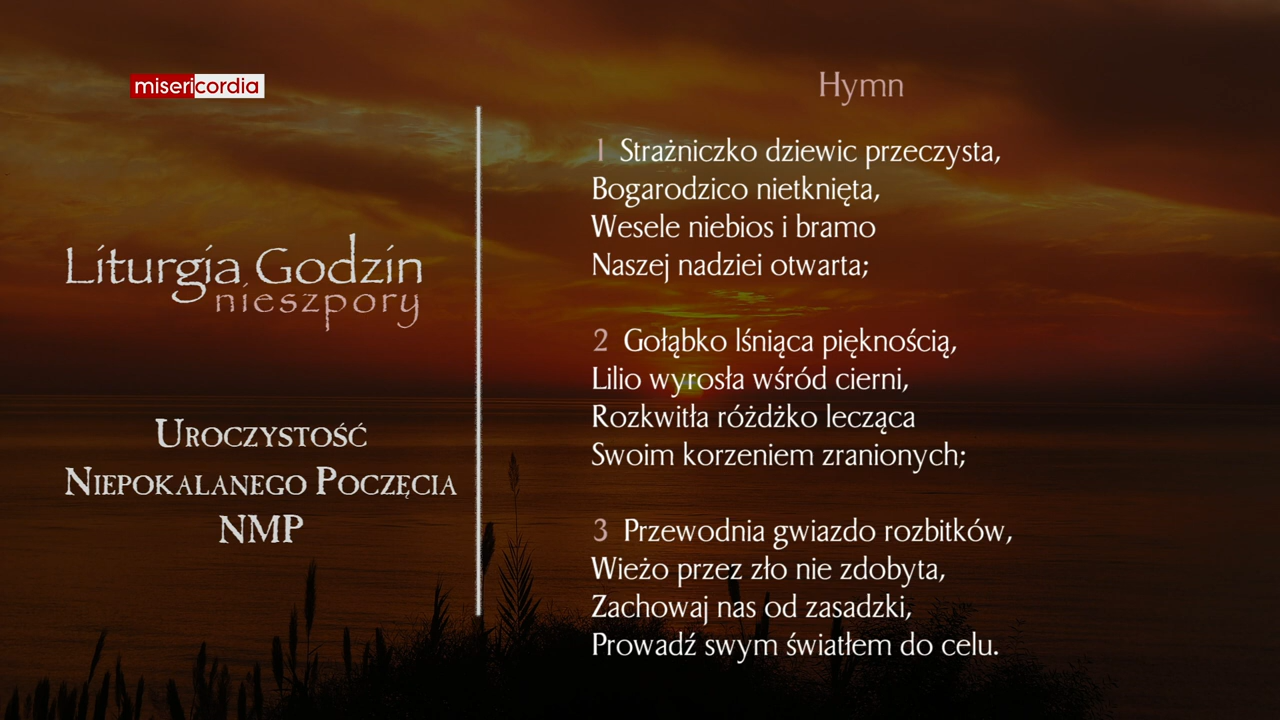 misericordia
Liturgia Godzin
nieszpory
Uroczystość
Niepokalanego Poczęcia
NMP
Hymn
1 Strażniczko dziewic przeczysta,
Bogarodzico nietknięta,
Wesele niebios i bramo
Naszej nadziei otwarta;
2 Gołąbko lśniąca pięknością,
Lilio wyrosła wśród cierni,
Rozkwitła różdżko lecząca
Swoim korzeniem zranionych;
3 Przewodnia gwiazdo rozbitków,
Wieżo przez zło nie zdobyta,
Zachowaj nas od zasadzki,
Prowadź swym światłem do celu.